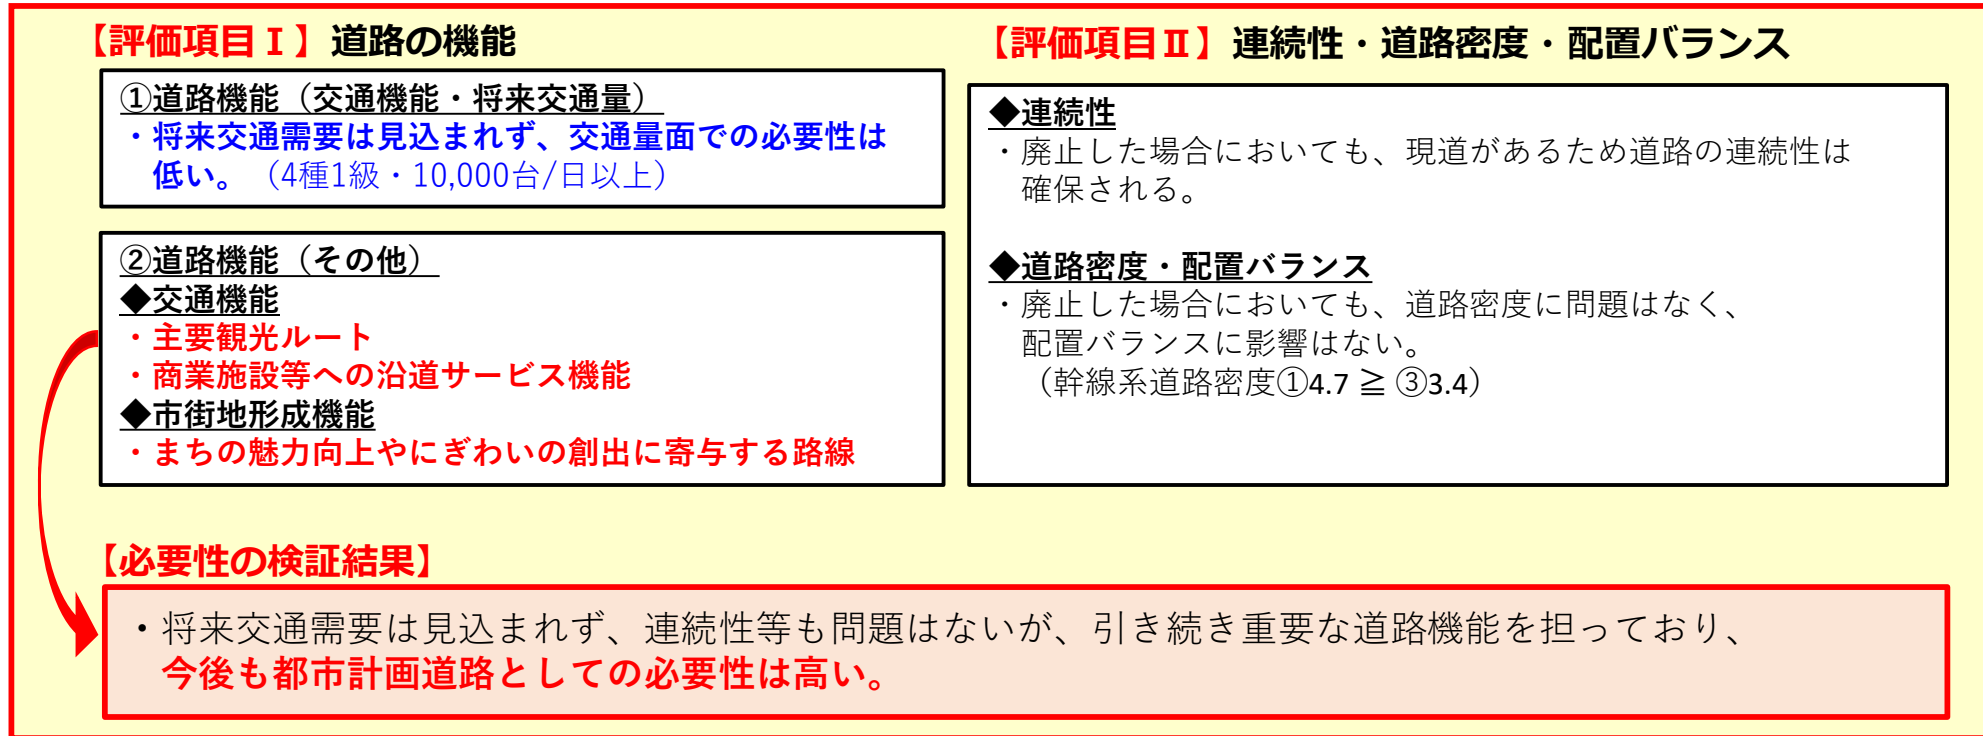 【評価項目Ⅰ】道路の機能
①道路機能（交通機能・将来交通量）
・将来交通需要は見込まれず、交通量面での必要性は
低い。（4種1級・10,000台/日以上）
②道路機能（その他）
◆交通機能
・主要観光ルート
・商業施設等への沿道サービス機能
◆市街地形成機能
・まちの魅力向上やにぎわいの創出に寄与する路線
【評価項目Ⅱ】連続性・道路密度・配置バランス
◆連続性
・廃止した場合においても、現道があるため道路の連続性は
確保される。
◆道路密度・配置バランス
・廃止した場合においても、道路密度に問題はなく、
配置バランスに影響はない。
（幹線系道路密度①4.7 ≧ ③3.4）
【必要性の検証結果】
・将来交通需要は見込まれず、連続性等も問題はないが、引き続き重要な道路機能を担っており、
今後も都市計画道路としての必要性は高い。